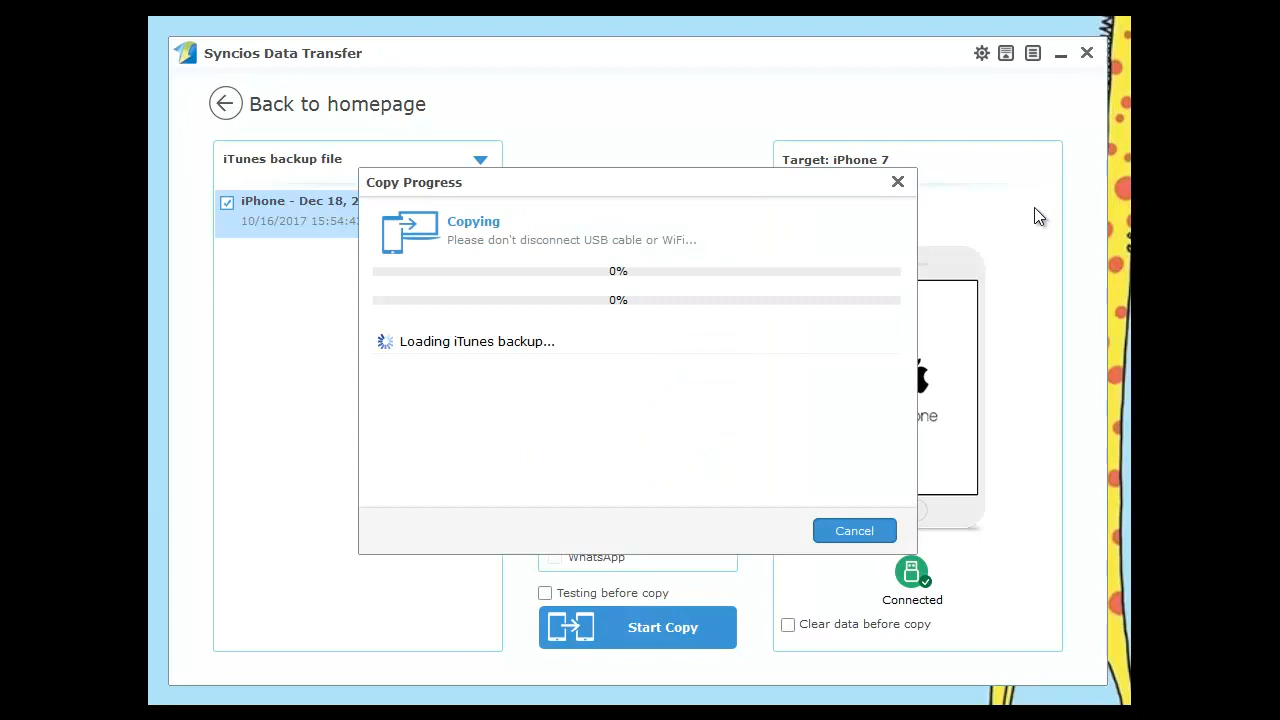 Syncios Data Transfer
Back to homepage
iTunes backup file
Target: iPhone 7
iPhone - Dec 18, 2
10/16/2017 15:54:4
Copy Progress
Copying
Please don't disconnect USB cable or WiFi...
0%
0%
Loading iTunes backup...
one
Cancel
WhatsApp
Testing before copy
Start Copy
Connected
Clear data before copy